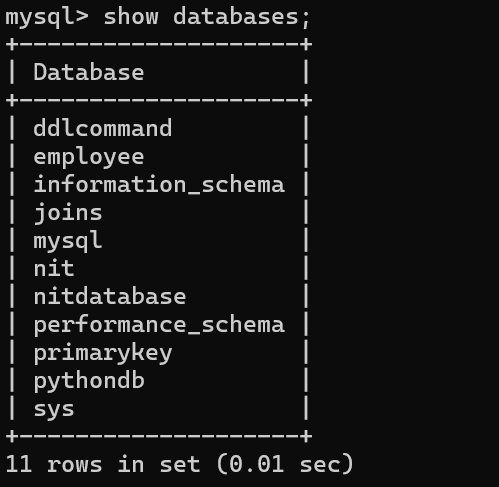 mysql> show databases;
+--------------------+
| Database           |
+--------------------+
| ddlcommand         |
| employee           |
| information_schema |
| joins              |
| mysql              |
| nit                |
| nitdatabase        |
| performance_schema |
| primarykey         |
| pythondb           |
| sys                |
+--------------------+
11 rows in set (0.01 sec)